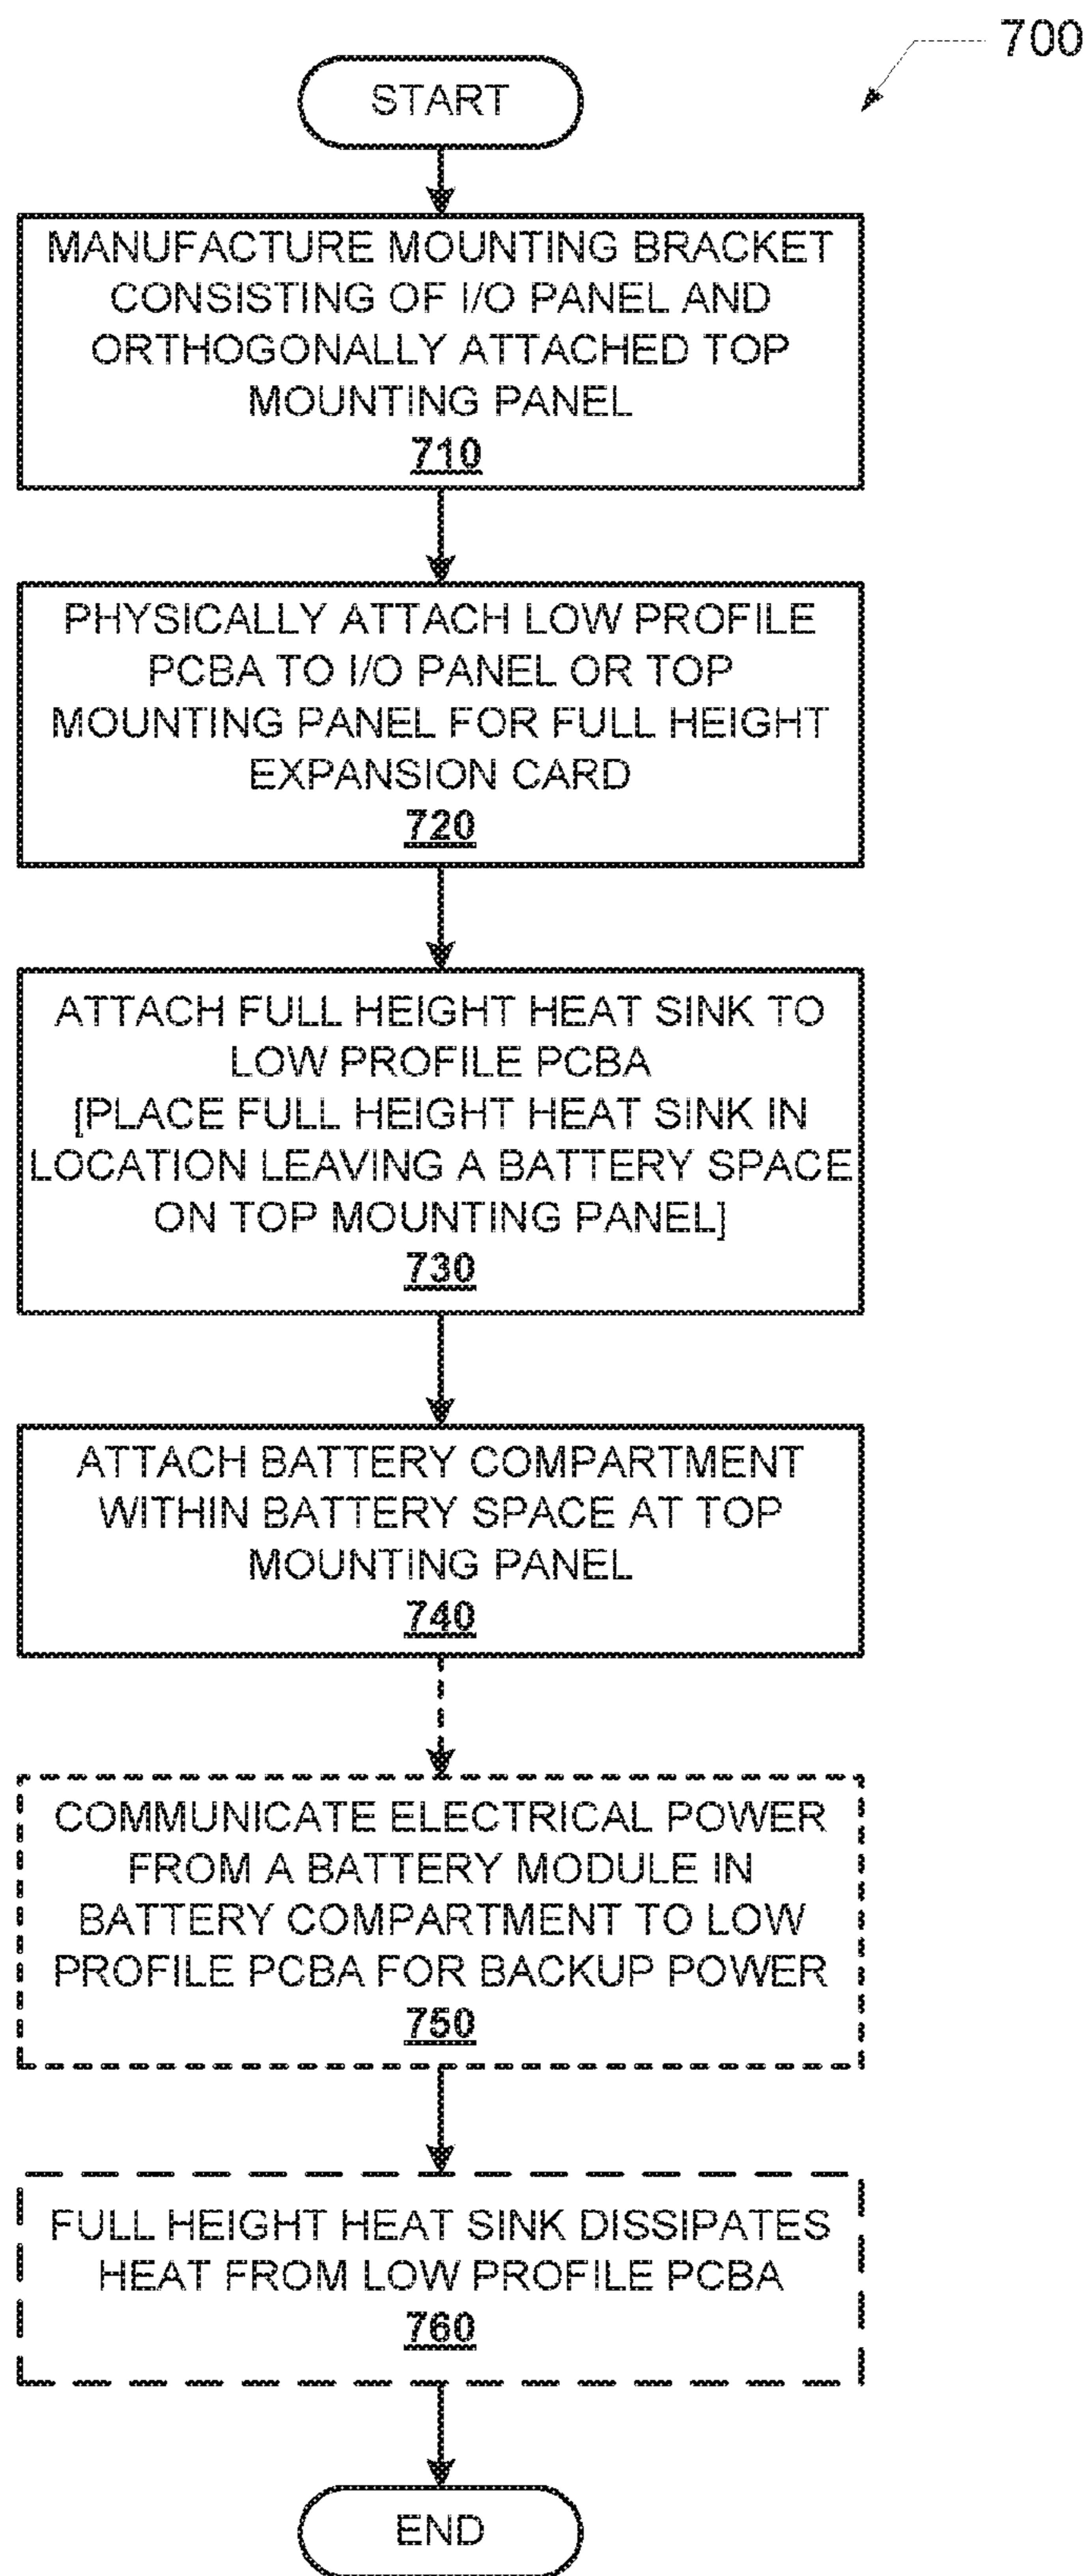 700
START
MANUFACTURE MOUNTING BRACKET
CONSISTING OF I/O PANEL AND
ORTHOGONALLY ATTACHED TOP
MOUNTING PANEL
710
PHYSICALLY ATTACH LOW PROFILE
PCBA TO I/O PANEL OR TOP
MOUNTING PANEL FOR FULL HEIGHT
EXPANSION CARD
720
ATTACH FULL HEIGHT HEAT SINK TO
LOW PROFILE PCBA
[PLACE FULL HEIGHT HEAT SINK IN
LOCATION LEAVING A BATTERY SPACE
ON TOP MOUNTING PANEL]
730
ATTACH BATTERY COMPARTMENT
WITHIN BATTERY SPACE AT TOP
MOUNTING PANEL
740
COMMUNICATE ELECTRICAL POWER
FROM A BATTERY MODULE IN
BATTERY COMPARTMENT TO LOW
PROFILE PCBA FOR BACKUP POWER
750
FULL HEIGHT HEAT SINK DISSIPATES
HEAT FROM LOW PROFILE PCBA
760
END